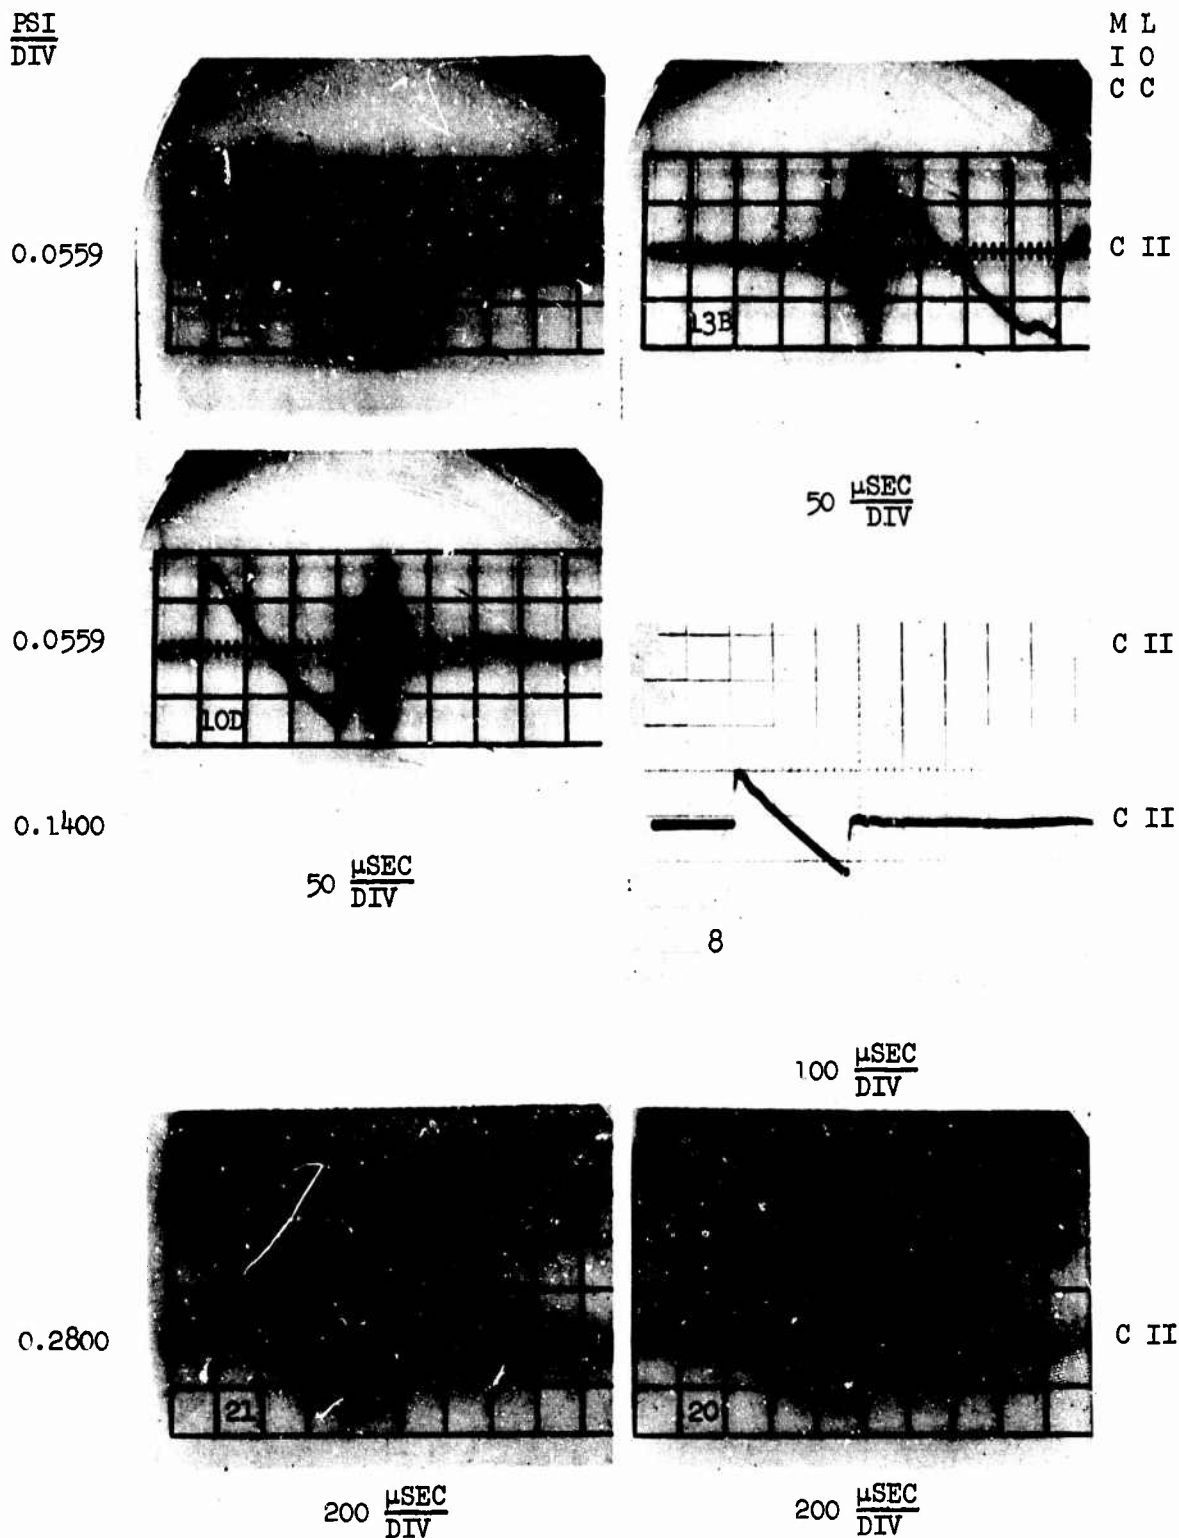 PSI
DIV
M L
I O
C C
0.0559
13B
C II
50 μSEC
DIV
0.0559
10D
C II
0.1400
C II
50 μSEC
DIV
8
100 μSEC
DIV
0.2800
21
20
C II
200 μSEC
DIV
200 μSEC
DIV